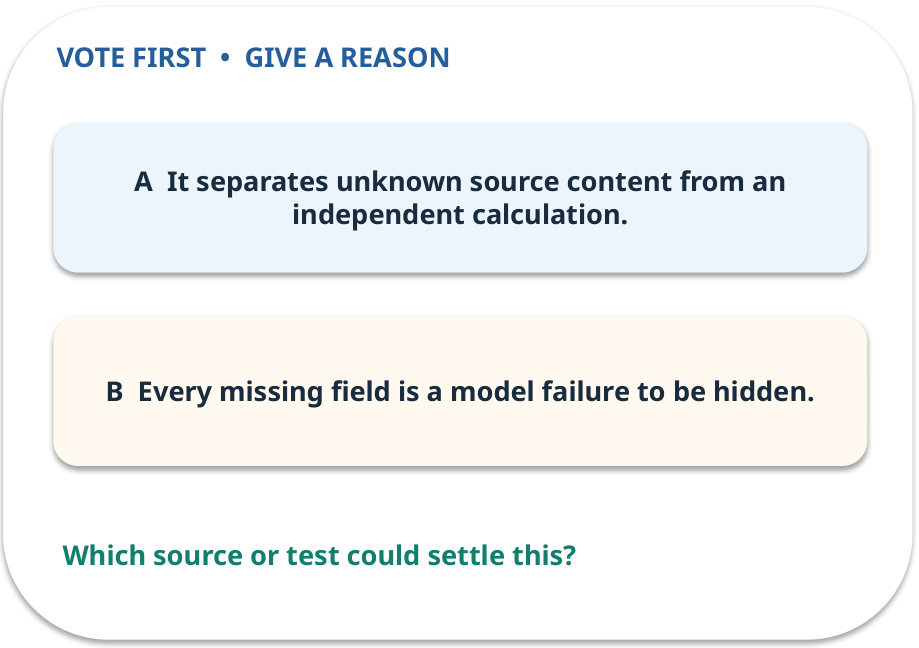 VOTE FIRST • GIVE A REASON
A It separates unknown source content from an
independent calculation.
B Every missing field is a model failure to be hidden.
Which source or test could settle this?